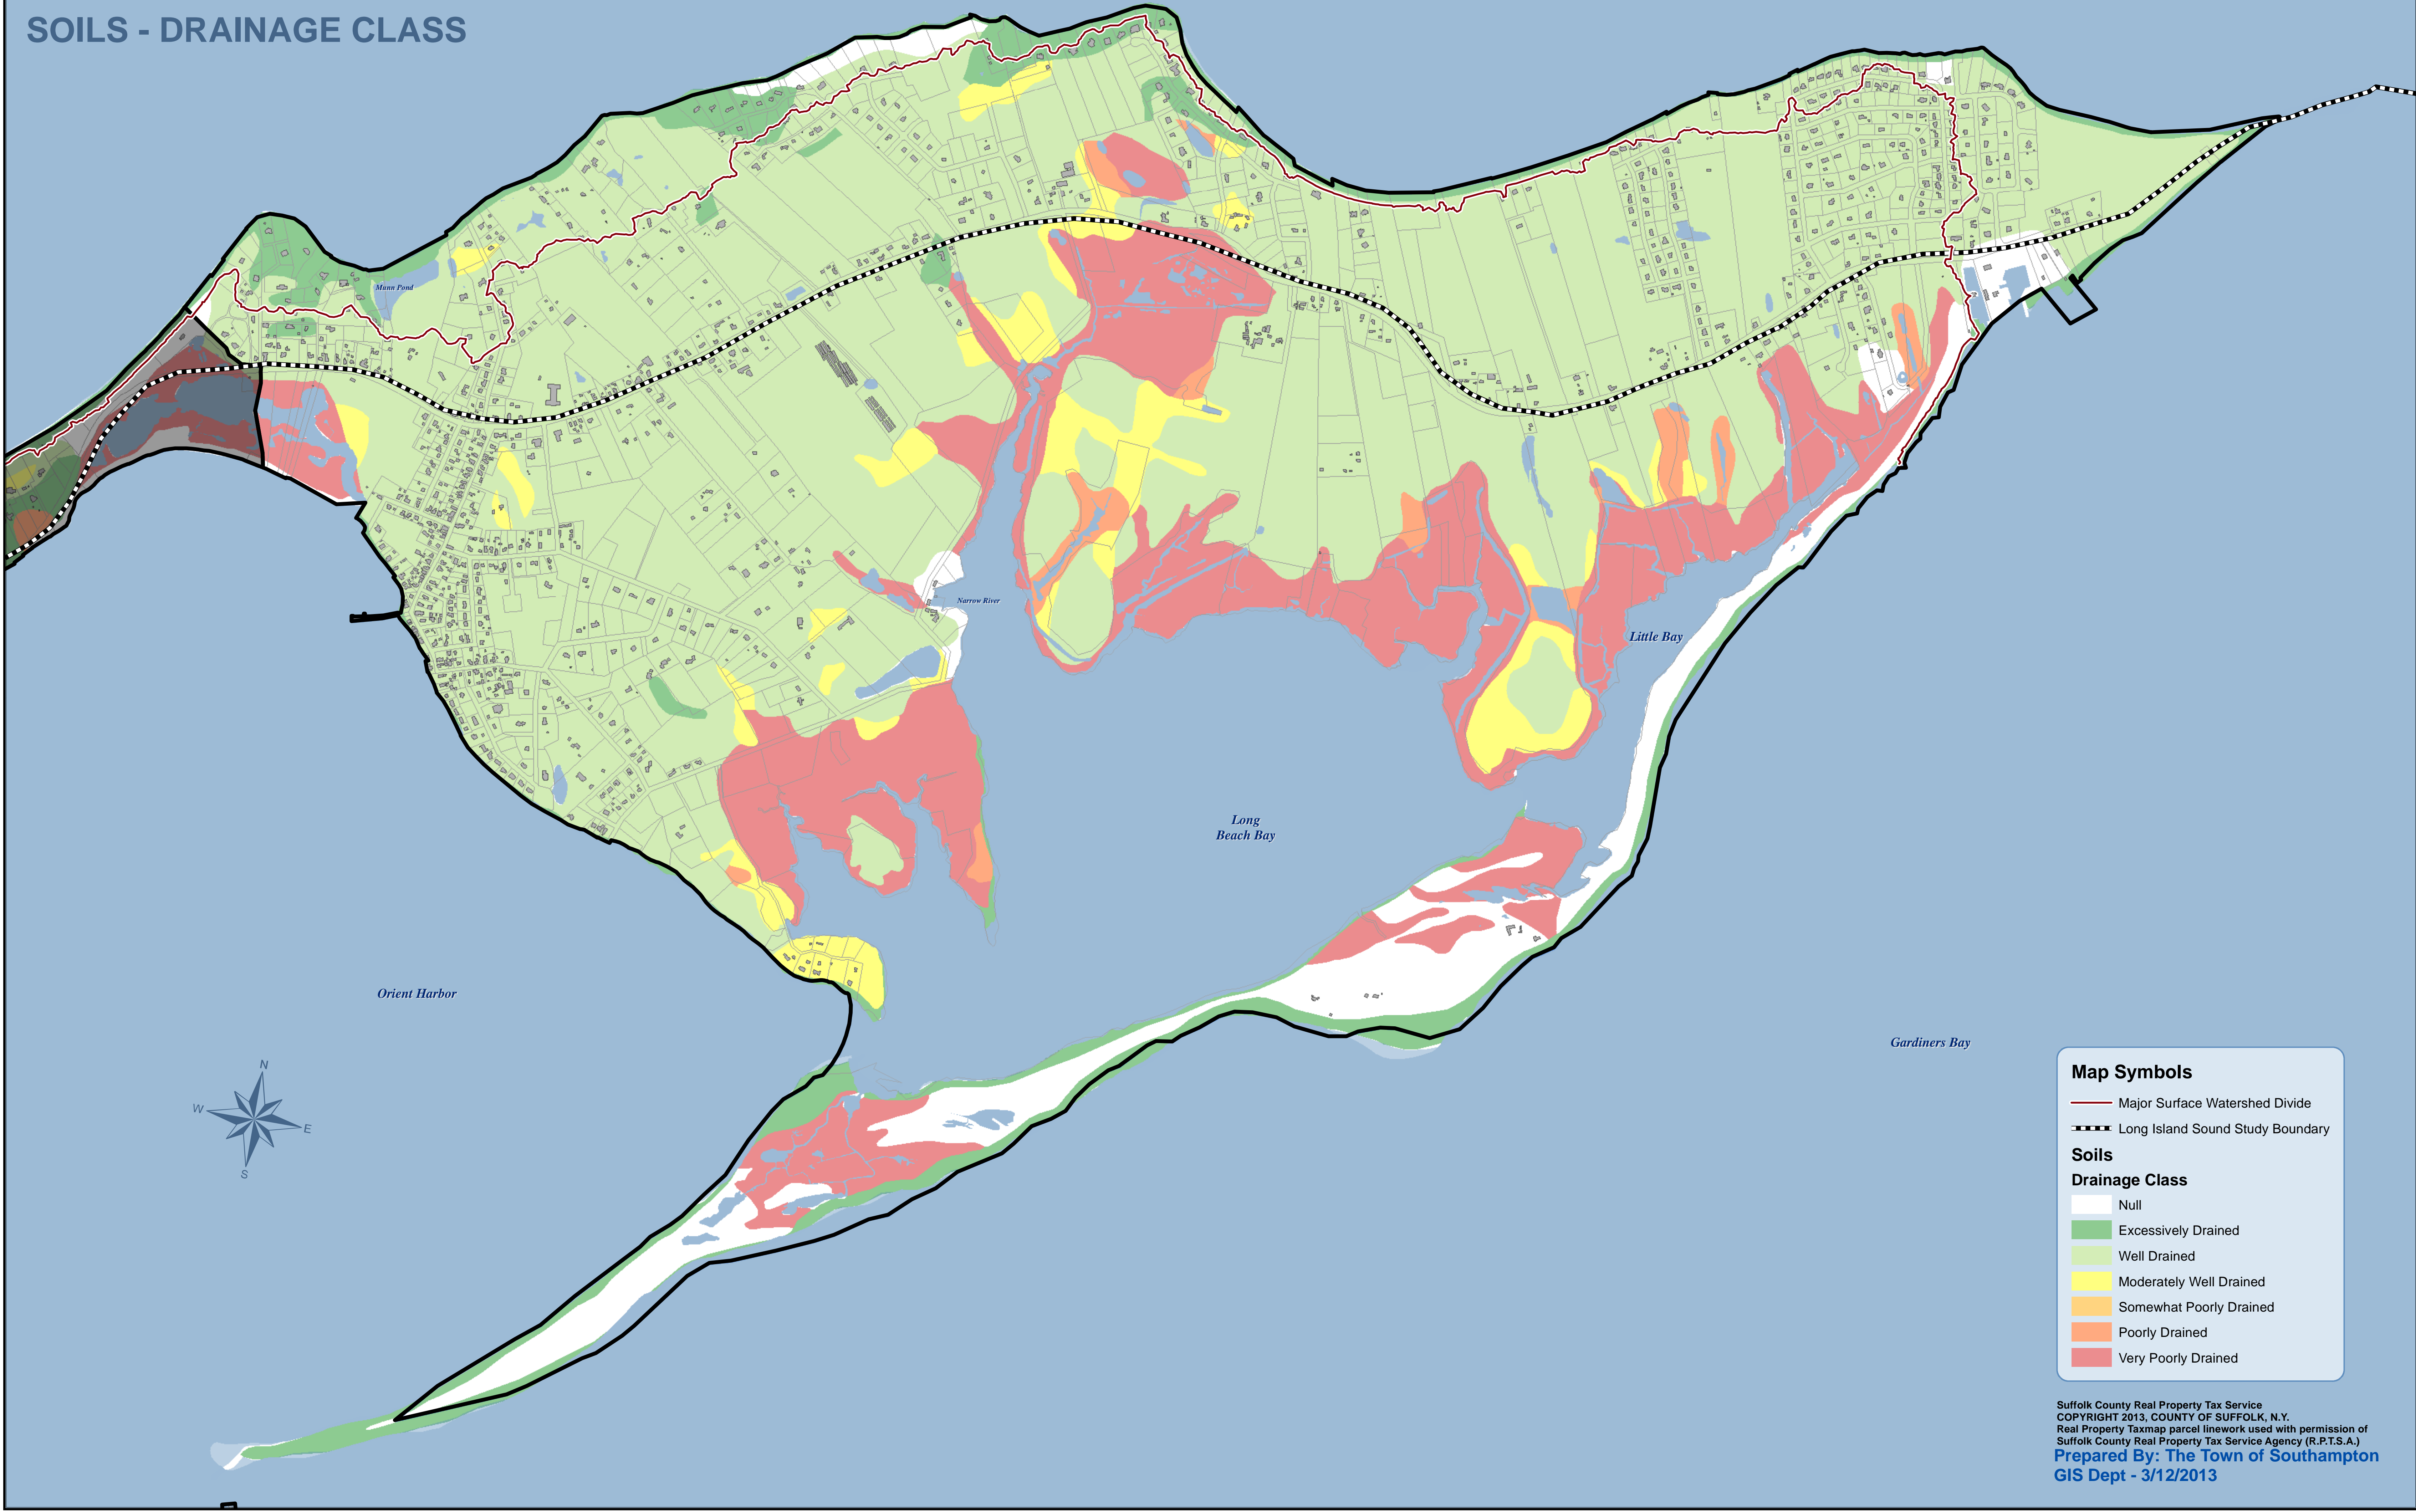 SOILS - DRAINAGE CLASS
Munn Pond
Narrow River
Little Bay
Long
Beach Bay
Orient Harbor
Gardiners Bay
N
W
E
S
Map Symbols
Major Surface Watershed Divide
Long Island Sound Study Boundary
Soils
Drainage Class
Null
Excessively Drained
Well Drained
Moderately Well Drained
Somewhat Poorly Drained
Poorly Drained
Very Poorly Drained
Suffolk County Real Property Tax Service
COPYRIGHT 2013, COUNTY OF SUFFOLK, N.Y.
Real Property Taxmap parcel linework used with permission of
Suffolk County Real Property Tax Service Agency (R.P.T.S.A.)
Prepared By: The Town of Southampton
GIS Dept - 3/12/2013